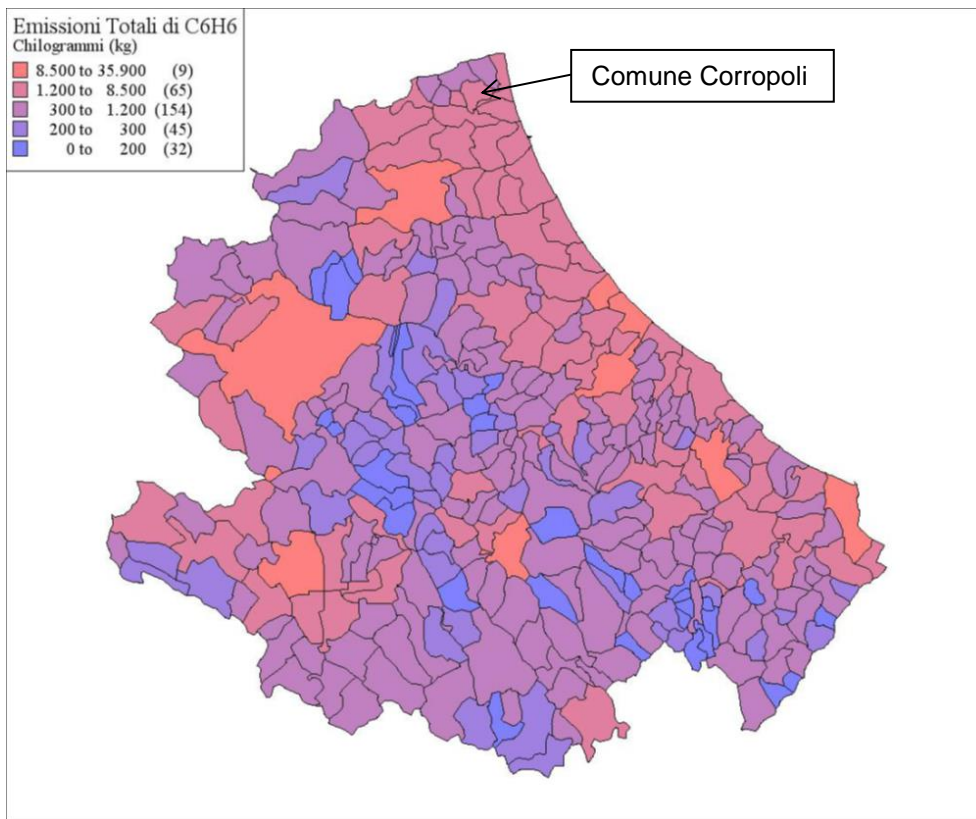 Emissioni Totali di C6H6
Chilogrammi (kg)
8.500 to 35.900 (9)
1.200 to 8.500 (65)
300 to 1.200 (154)
200 to 300 (45)
0 to 200 (32)
Comune Corropoli